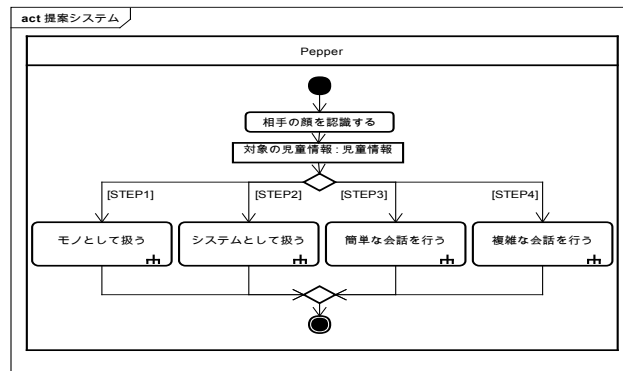 act 提案システム
Pepper
相手の顔を認識する
対象の児童情報 : 児童情報
[STEP1]
[STEP2]
[STEP3]
[STEP4]
モノとして扱う
システムとして扱う
簡単な会話を行う
複雑な会話を行う